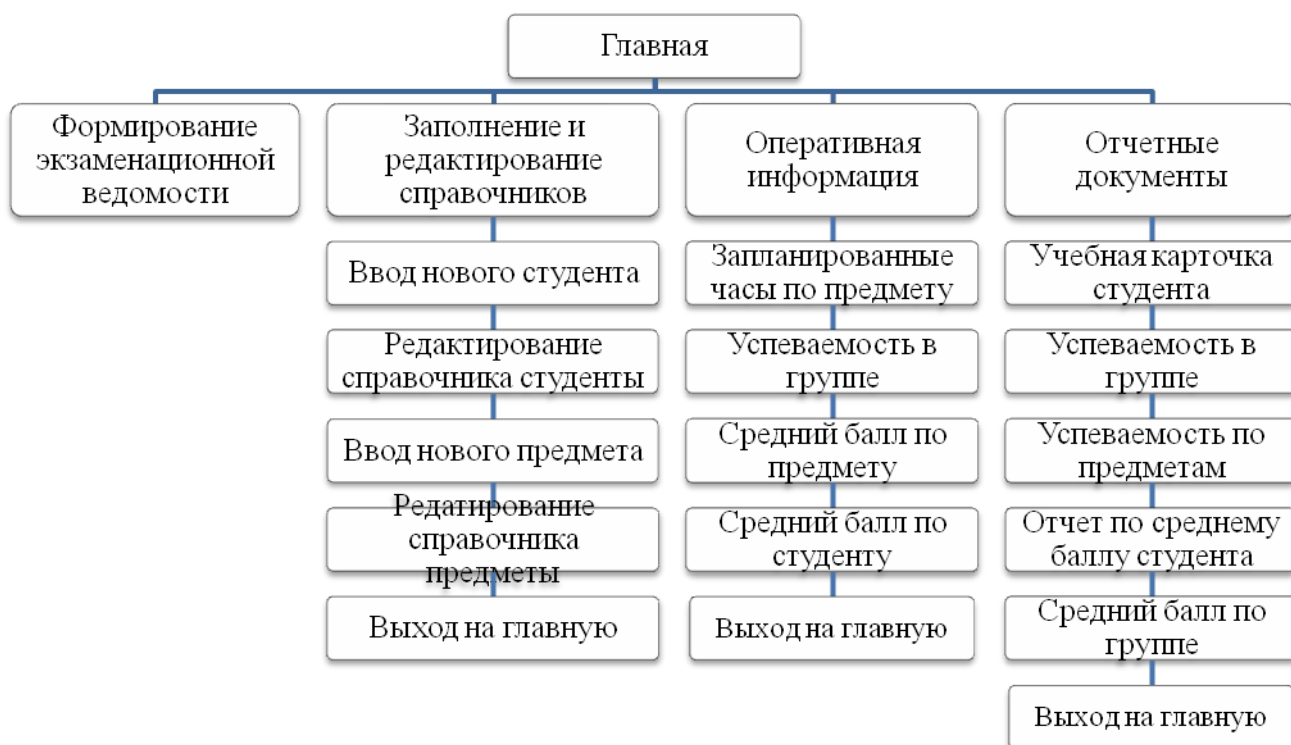 Главная
Формирование
экзаменационной
ведомости
Заполнение и
редактирование
справочников
Ввод нового студента
Редактирование
справочника студенты
Ввод нового предмета
Редатирование
справочника
предметы
Выход на главную
Оперативная
информация
Запланированные
часы по предмету
Успеваемость в
группе
Средний балл по
предмету
Средний балл по
студенту
Выход на главную
Отчетные
документы
Учебная карточка
студента
Успеваемость в
группе
Успеваемость по
предметам
Отчет по среднему
баллу студента
Средний балл по
группе
Выход на главную